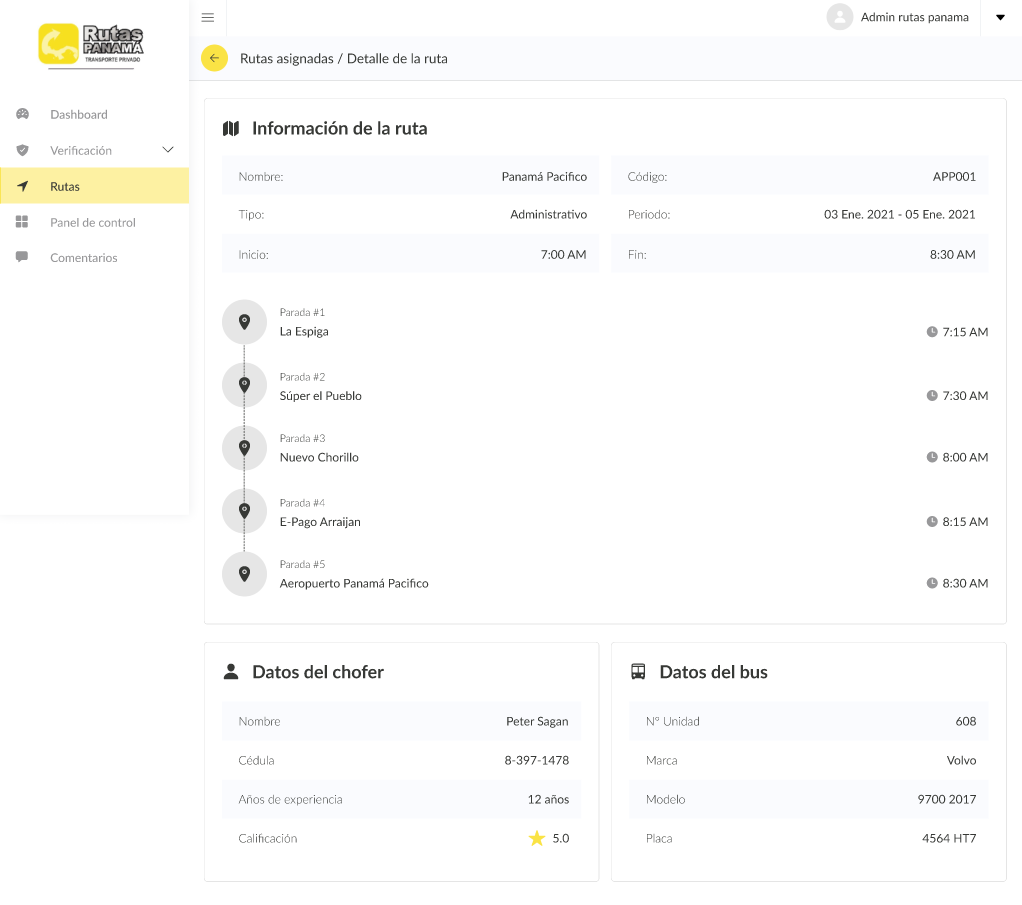 Rutas
PANAMÁ
TRANSPORTE PRIVADO
Dashboard
Verificación
Rutas
Panel de control
Comentarios
Admin rutas panama
Rutas asignadas / Detalle de la ruta
Información de la ruta
Nombre: Panamá Pacifico
Código: APP001
Tipo: Administrativo
Periodo: 03 Ene. 2021 - 05 Ene. 2021
Inicio: 7:00 AM
Fin: 8:30 AM
Parada #1
La Espiga 7:15 AM
Parada #2
Súper el Pueblo 7:30 AM
Parada #3
Nuevo Chorillo 8:00 AM
Parada #4
E-Pago Arraijan 8:15 AM
Parada #5
Aeropuerto Panamá Pacifico 8:30 AM
Datos del chofer
Nombre Peter Sagan
Cédula 8-397-1478
Años de experiencia 12 años
Calificación 5.0
Datos del bus
Nº Unidad 608
Marca Volvo
Modelo 9700 2017
Placa 4564 HT7